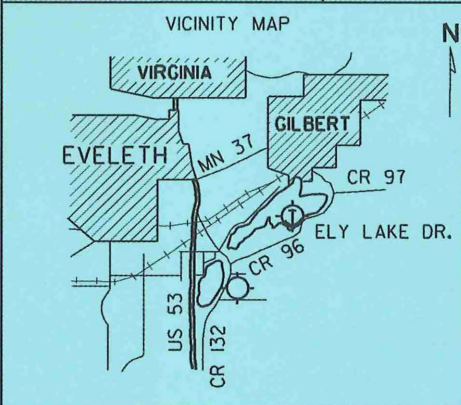 VICINITY MAP
N
VIRGINIA
GILBERT
EVELETH
MN 37
CR 97
T
ELY LAKE DR.
CR 96
US 53
CR 132